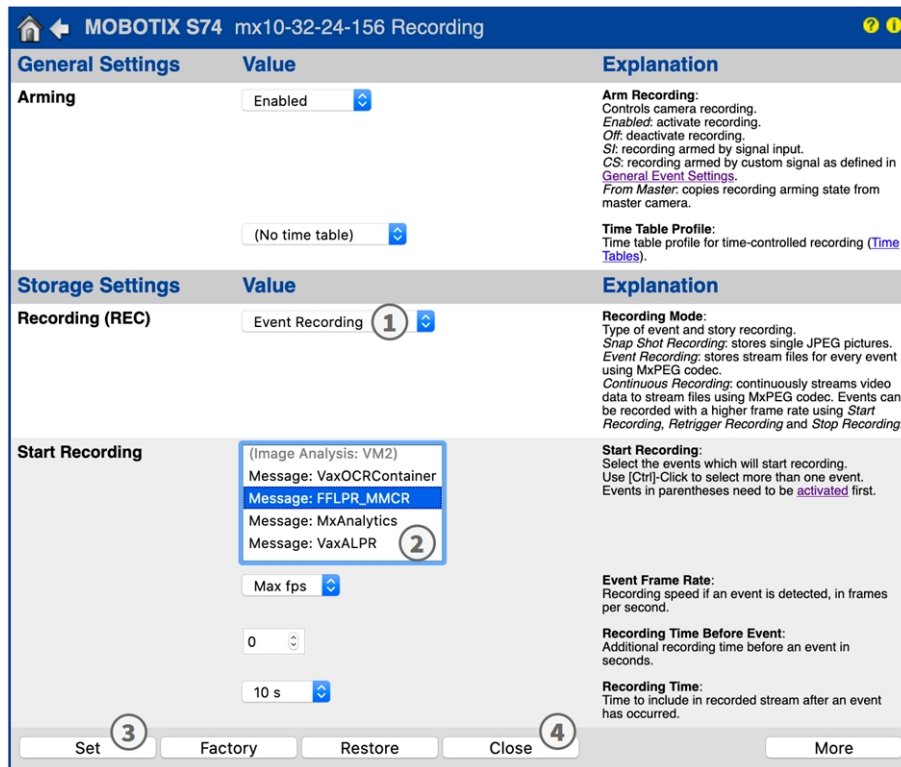 MOBOTIX S74 mx10-32-24-156 Recording
? i
General Settings Value Explanation
Arming
Enabled
Arm Recording:
Controls camera recording.
Enabled: activate recording.
Off: deactivate recording.
SI: recording armed by signal input.
CS: recording armed by custom signal as defined in
General Event Settings.
From Master: copies recording arming state from
master camera.
(No time table)
Time Table Profile:
Time table profile for time-controlled recording (Time
Tables).
Storage Settings Value Explanation
Recording (REC)
Event Recording
1
Recording Mode:
Type of event and story recording.
Snap Shot Recording: stores single JPEG pictures.
Event Recording: stores stream files for every event
using MxPEG codec.
Continuous Recording: continuously streams video
data to stream files using MxPEG codec. Events can
be recorded with a higher frame rate using Start
Recording, Retrigger Recording and Stop Recording.
Start Recording
(Image Analysis: VM2)
Message: VaxOCRContainer
Message: FFLPR_MMCR
Message: MxAnalytics
Message: VaxALPR
2
Start Recording:
Select the events which will start recording.
Use [Ctrl]-Click to select more than one event.
Events in parentheses need to be activated first.
Max fps
Event Frame Rate:
Recording speed if an event is detected, in frames
per second.
0
Recording Time Before Event:
Additional recording time before an event in
seconds.
10 s
Recording Time:
Time to include in recorded stream after an event
has occurred.
3
4
Set Factory Restore Close More